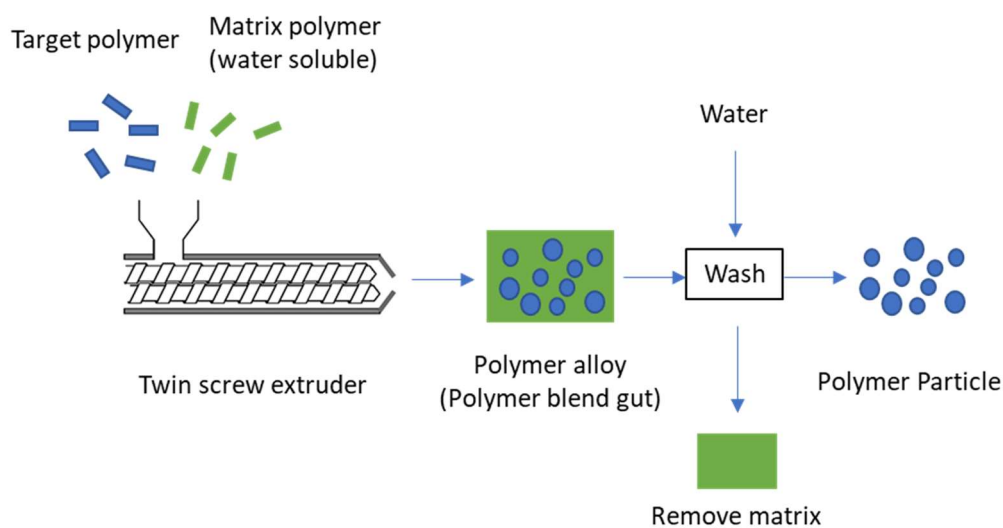 Target polymer
Matrix polymer
(water soluble)
Water
Wash
Twin screw extruder
Polymer alloy
(Polymer blend gut)
Polymer Particle
Remove matrix